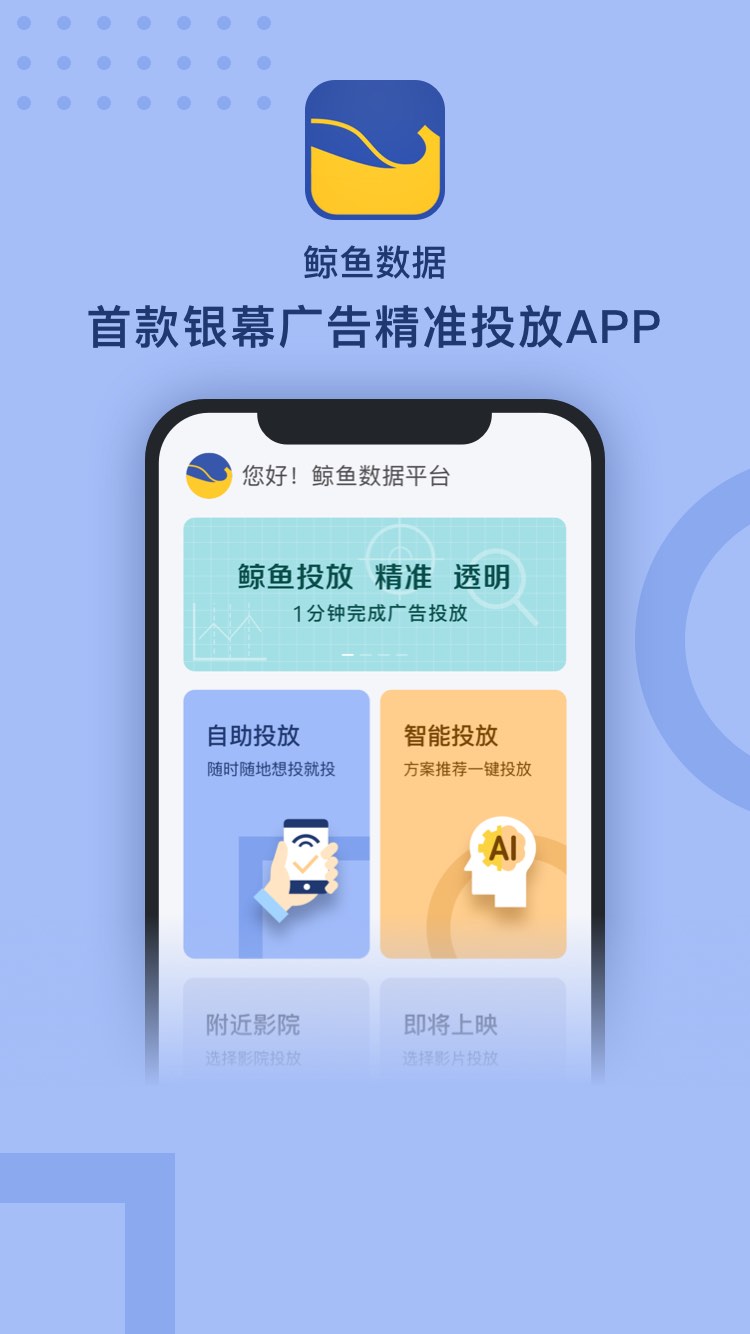 鲸鱼数据
首款银幕广告精准投放APP
您好！鲸鱼数据平台
鲸鱼投放 精准 透明
1分钟完成广告投放
自助投放
随时随地想投就投
智能投放
方案推荐一键投放
AI
附近影院
选择影院投放
即将上映
选择影片投放